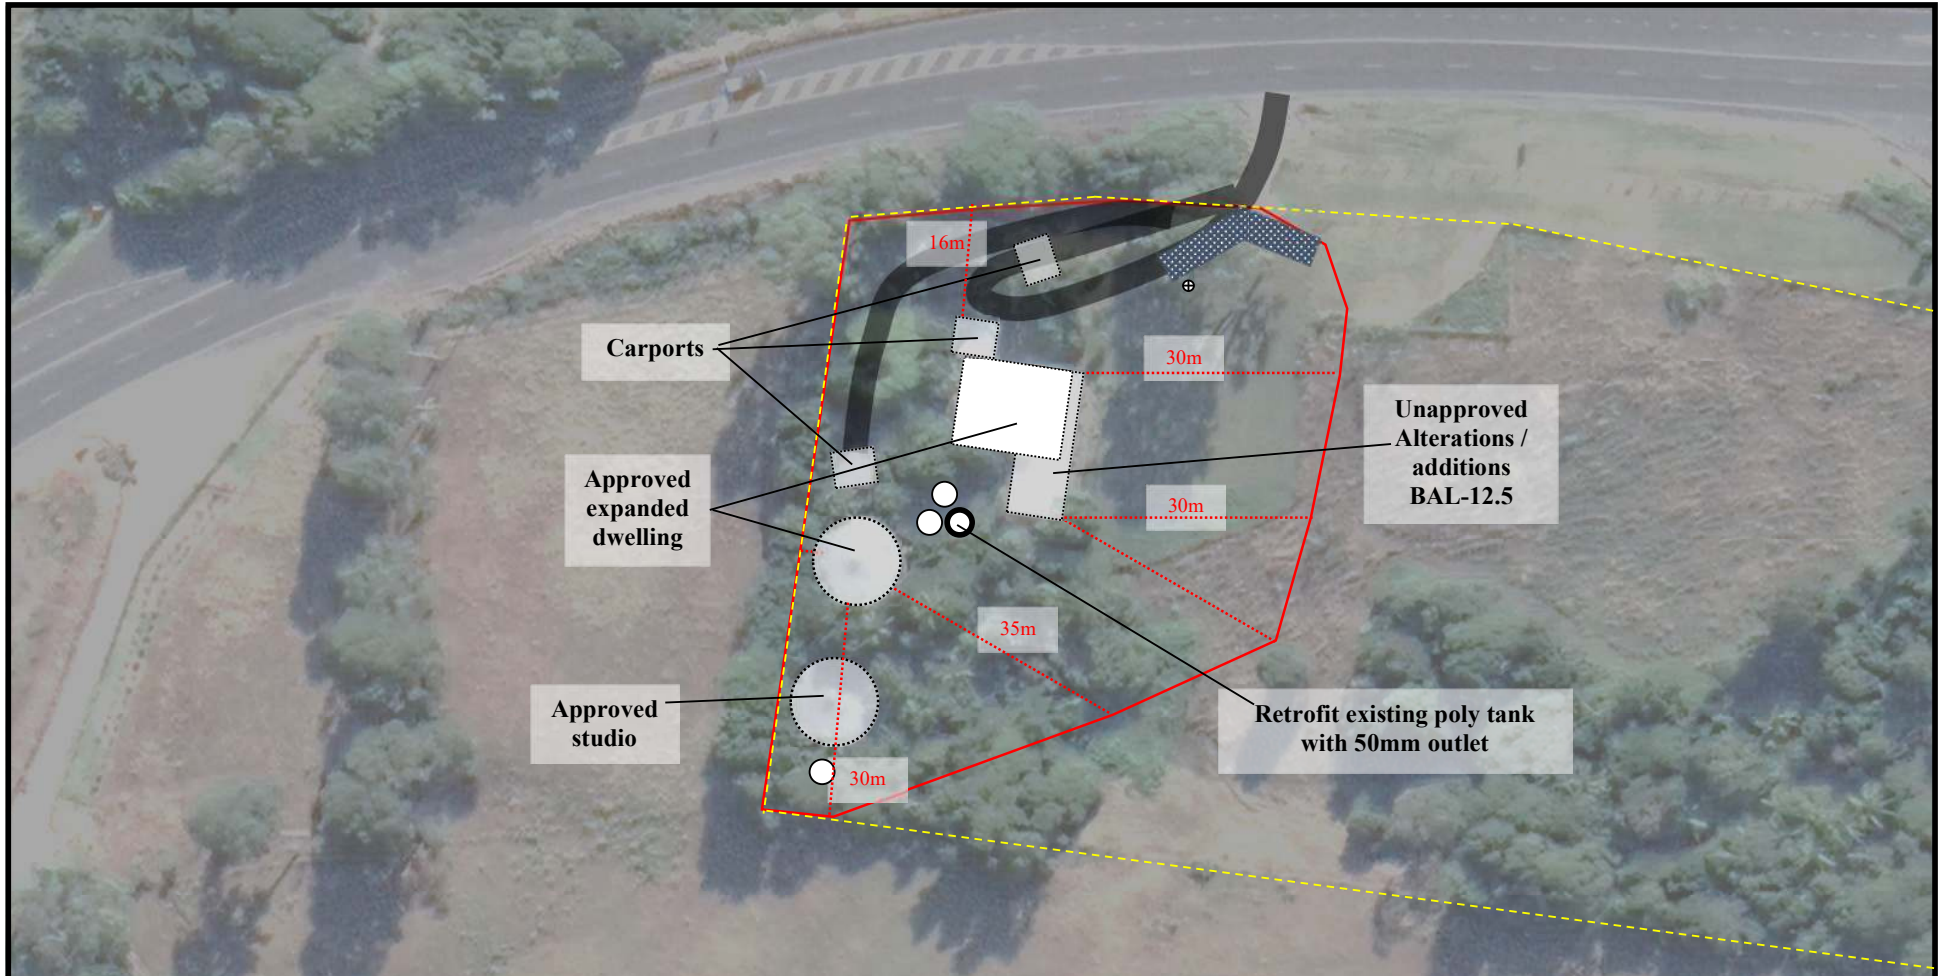 16m
30m
Carports
Unapproved
Alterations /
additions
BAL-12.5
Approved
expanded
dwelling
30m
35m
Approved
studio
Retrofit existing poly tank
with 50mm outlet
30m